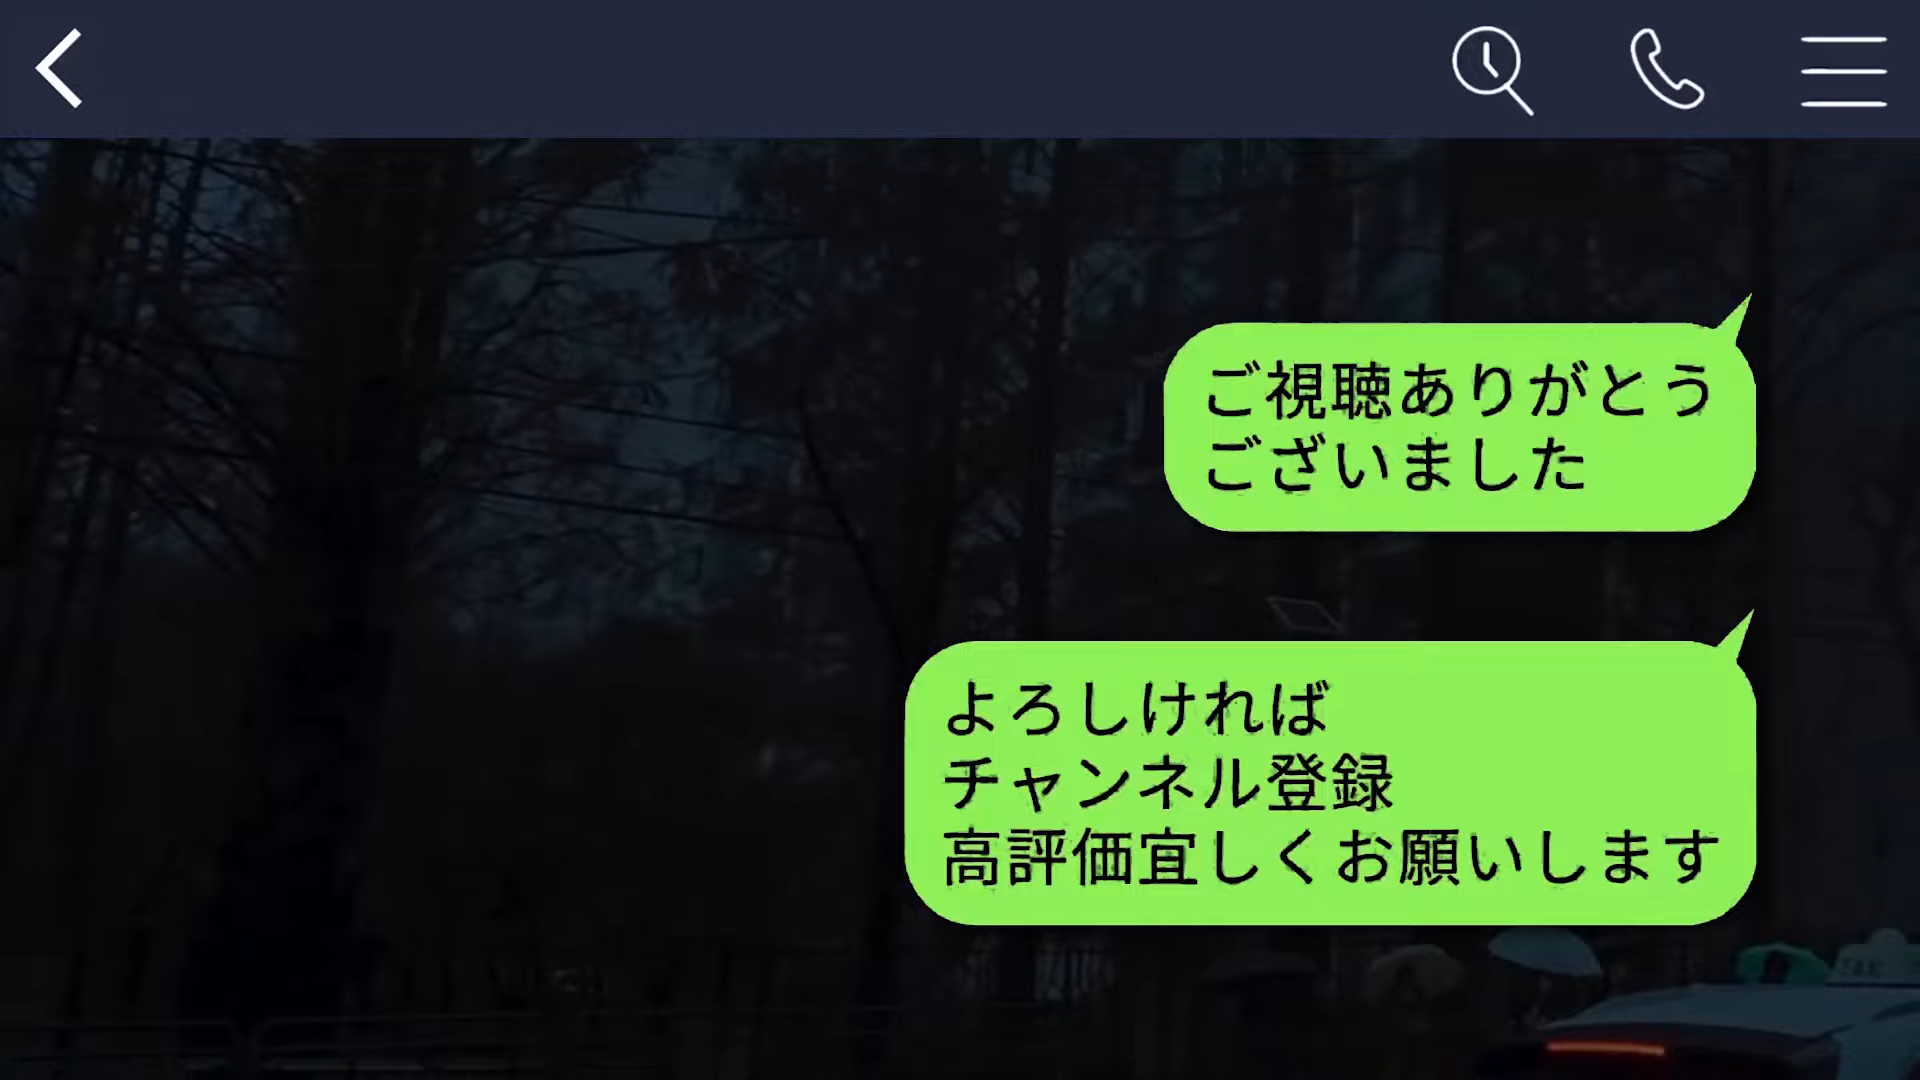 ご視聴ありがとう
ございました
よろしければ
チャンネル登録
高評価宜しくお願いします
TAXI